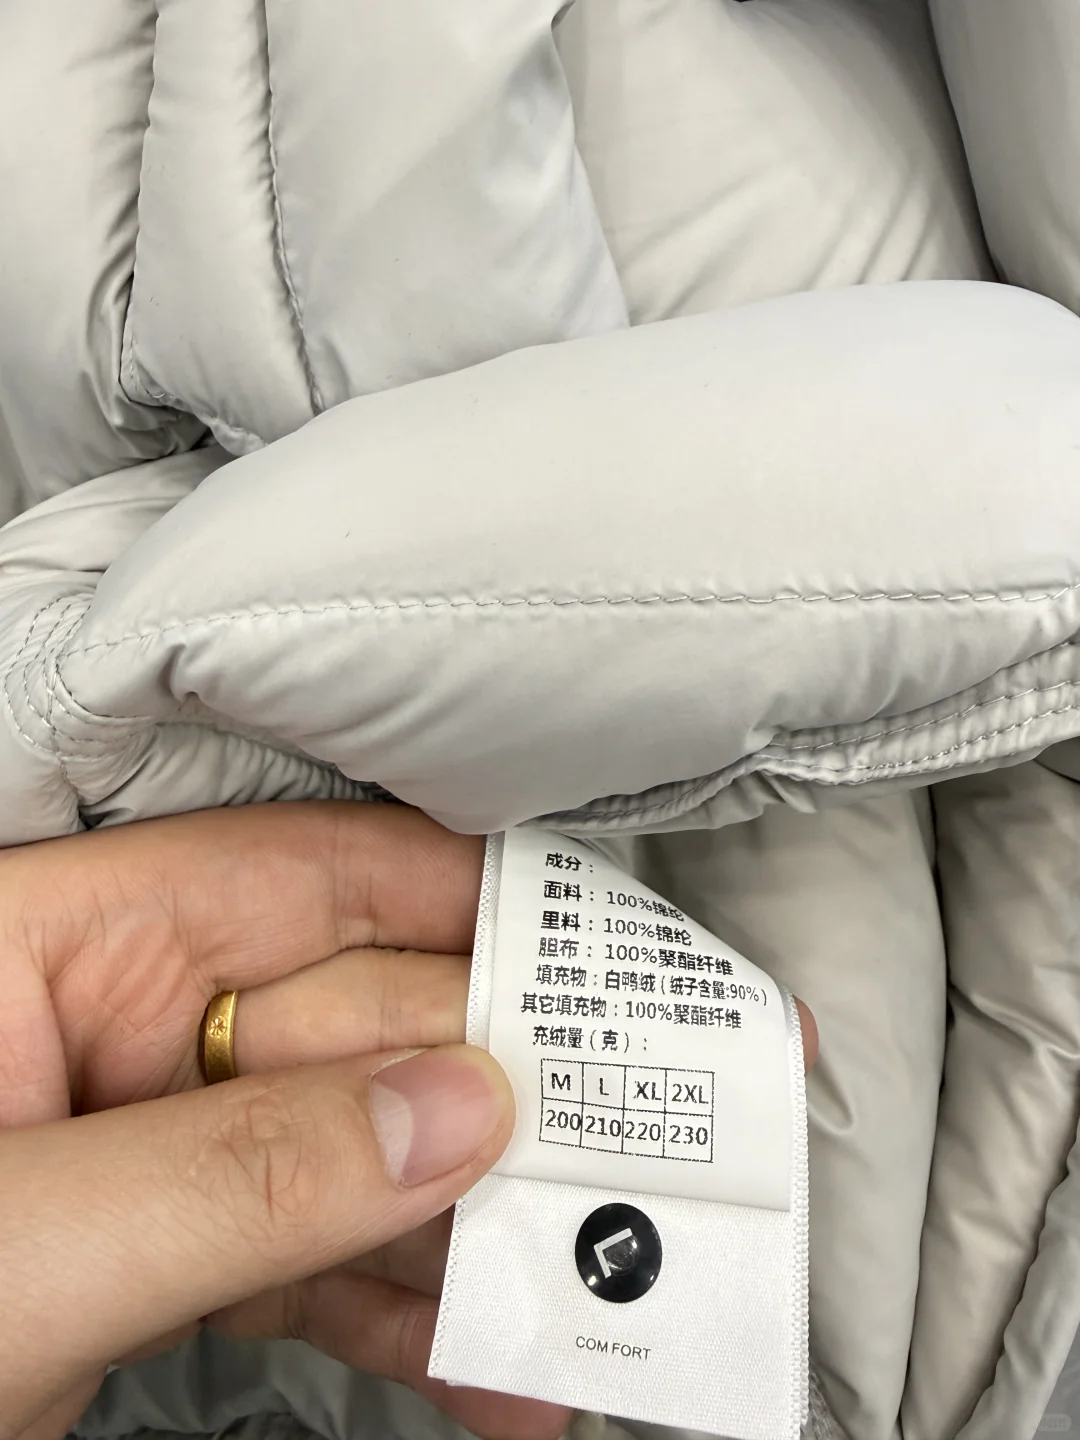 成分：
面料：100%锦纶
里料：100%锦纶
胆布：100%聚酯纤维
填充物：白鸭绒（绒子含量:90%）
其它填充物：100%聚酯纤维
充绒量（克）：
M L XL 2XL
200 210 220 230
L
COMFORT